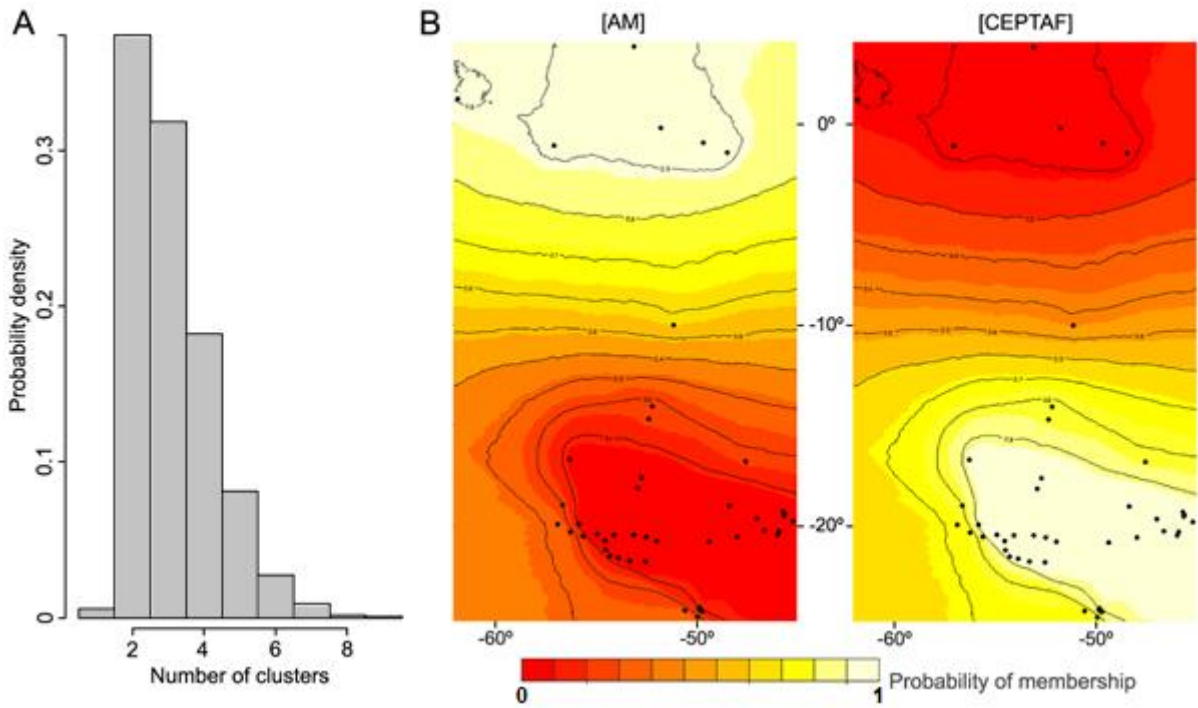 A
B
[AM]
[CEPTAF]
Probability density
0.3
0.2
0.1
0
2 4 6 8
Number of clusters
0º
-10º
-20º
-60º -50º
-60º -50º
0 1
Probability of membership